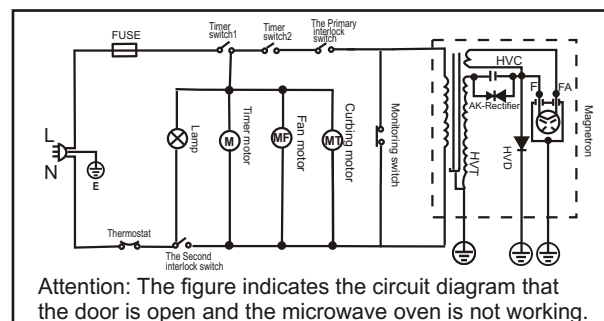 FUSE
Timer
switch1
Timer
switch2
The Primary
interlock
switch
L
N
E
Lamp
M
Timer motor
MF
Fan motor
MT
Curbing motor
Monitoring switch
HVC
AK-Rectifier
F
FA
HVT
HVD
Magnetron
Thermostat
The Second
interlock switch
Attention: The figure indicates the circuit diagram that
the door is open and the microwave oven is not working.